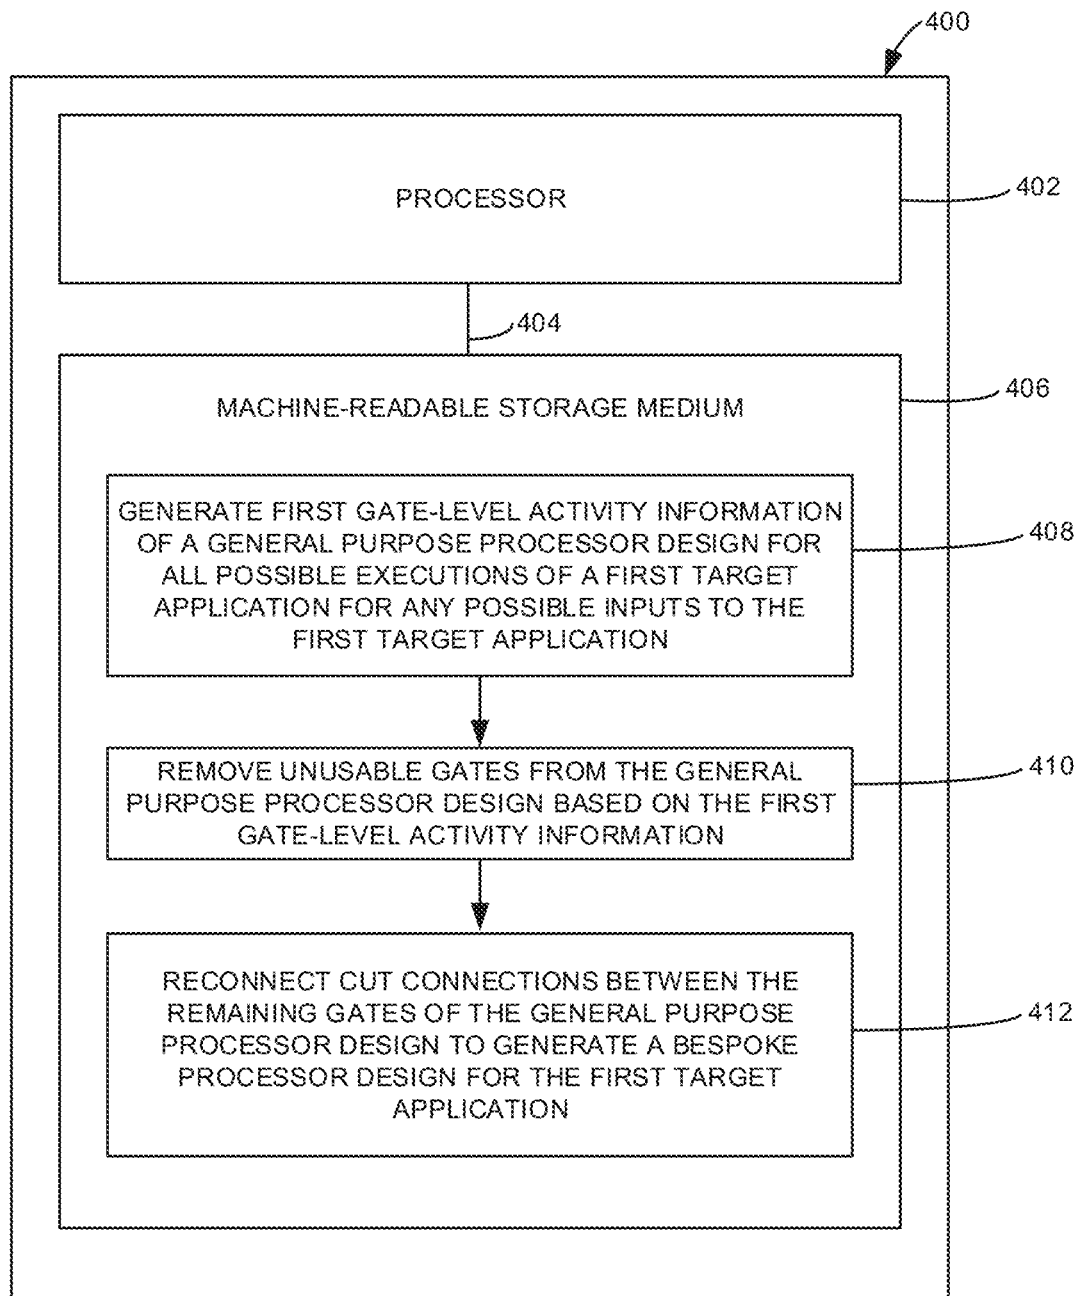 400
PROCESSOR
402
404
MACHINE-READABLE STORAGE MEDIUM
406
GENERATE FIRST GATE-LEVEL ACTIVITY INFORMATION
OF A GENERAL PURPOSE PROCESSOR DESIGN FOR
ALL POSSIBLE EXECUTIONS OF A FIRST TARGET
APPLICATION FOR ANY POSSIBLE INPUTS TO THE
FIRST TARGET APPLICATION
408
REMOVE UNUSABLE GATES FROM THE GENERAL
PURPOSE PROCESSOR DESIGN BASED ON THE FIRST
GATE-LEVEL ACTIVITY INFORMATION
410
RECONNECT CUT CONNECTIONS BETWEEN THE
REMAINING GATES OF THE GENERAL PURPOSE
PROCESSOR DESIGN TO GENERATE A BESPOKE
PROCESSOR DESIGN FOR THE FIRST TARGET
APPLICATION
412